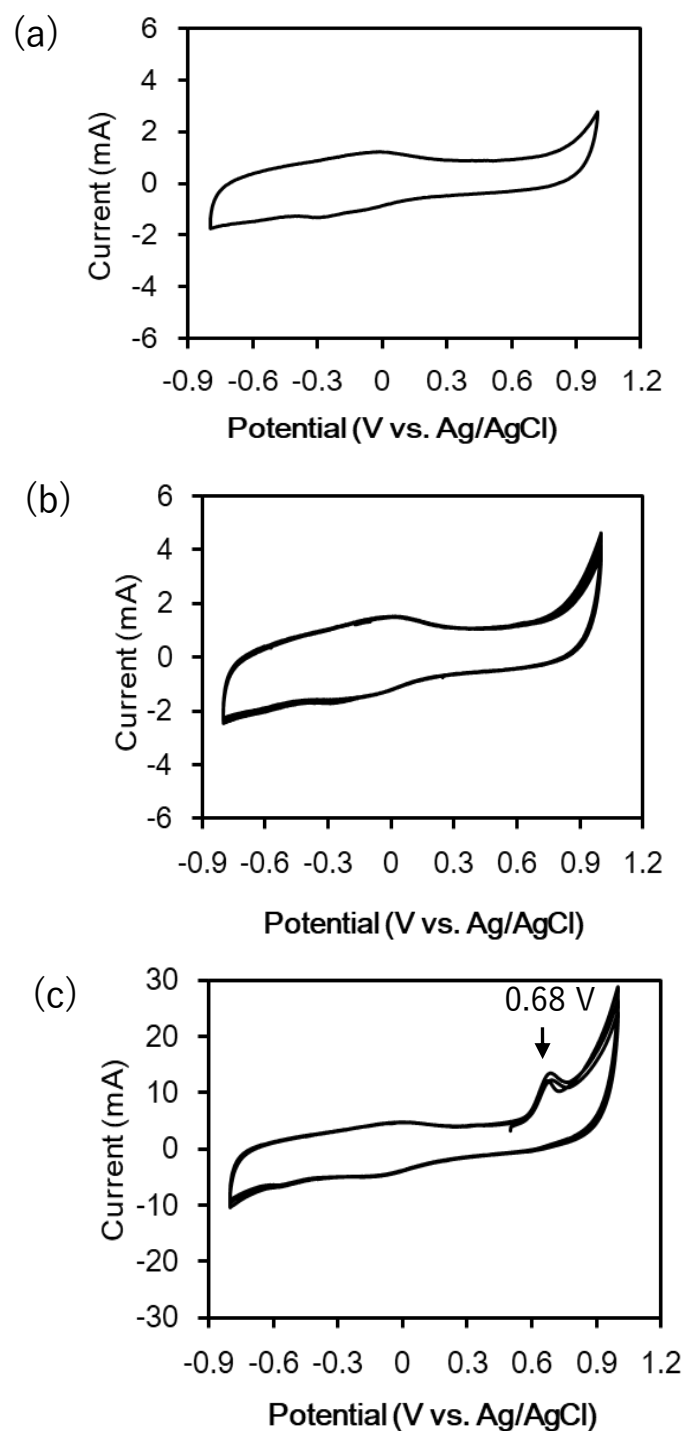 (a)
6
4
2
0
-2
-4
-6
Current (mA)
-0.9 -0.6 -0.3 0 0.3 0.6 0.9 1.2
Potential (V vs. Ag/AgCl)
(b)
6
4
2
0
-2
-4
-6
Current (mA)
-0.9 -0.6 -0.3 0 0.3 0.6 0.9 1.2
Potential (V vs. Ag/AgCl)
(c)
30
20
10
0
-10
-20
-30
Current (mA)
0.68 V
-0.9 -0.6 -0.3 0 0.3 0.6 0.9 1.2
Potential (V vs. Ag/AgCl)